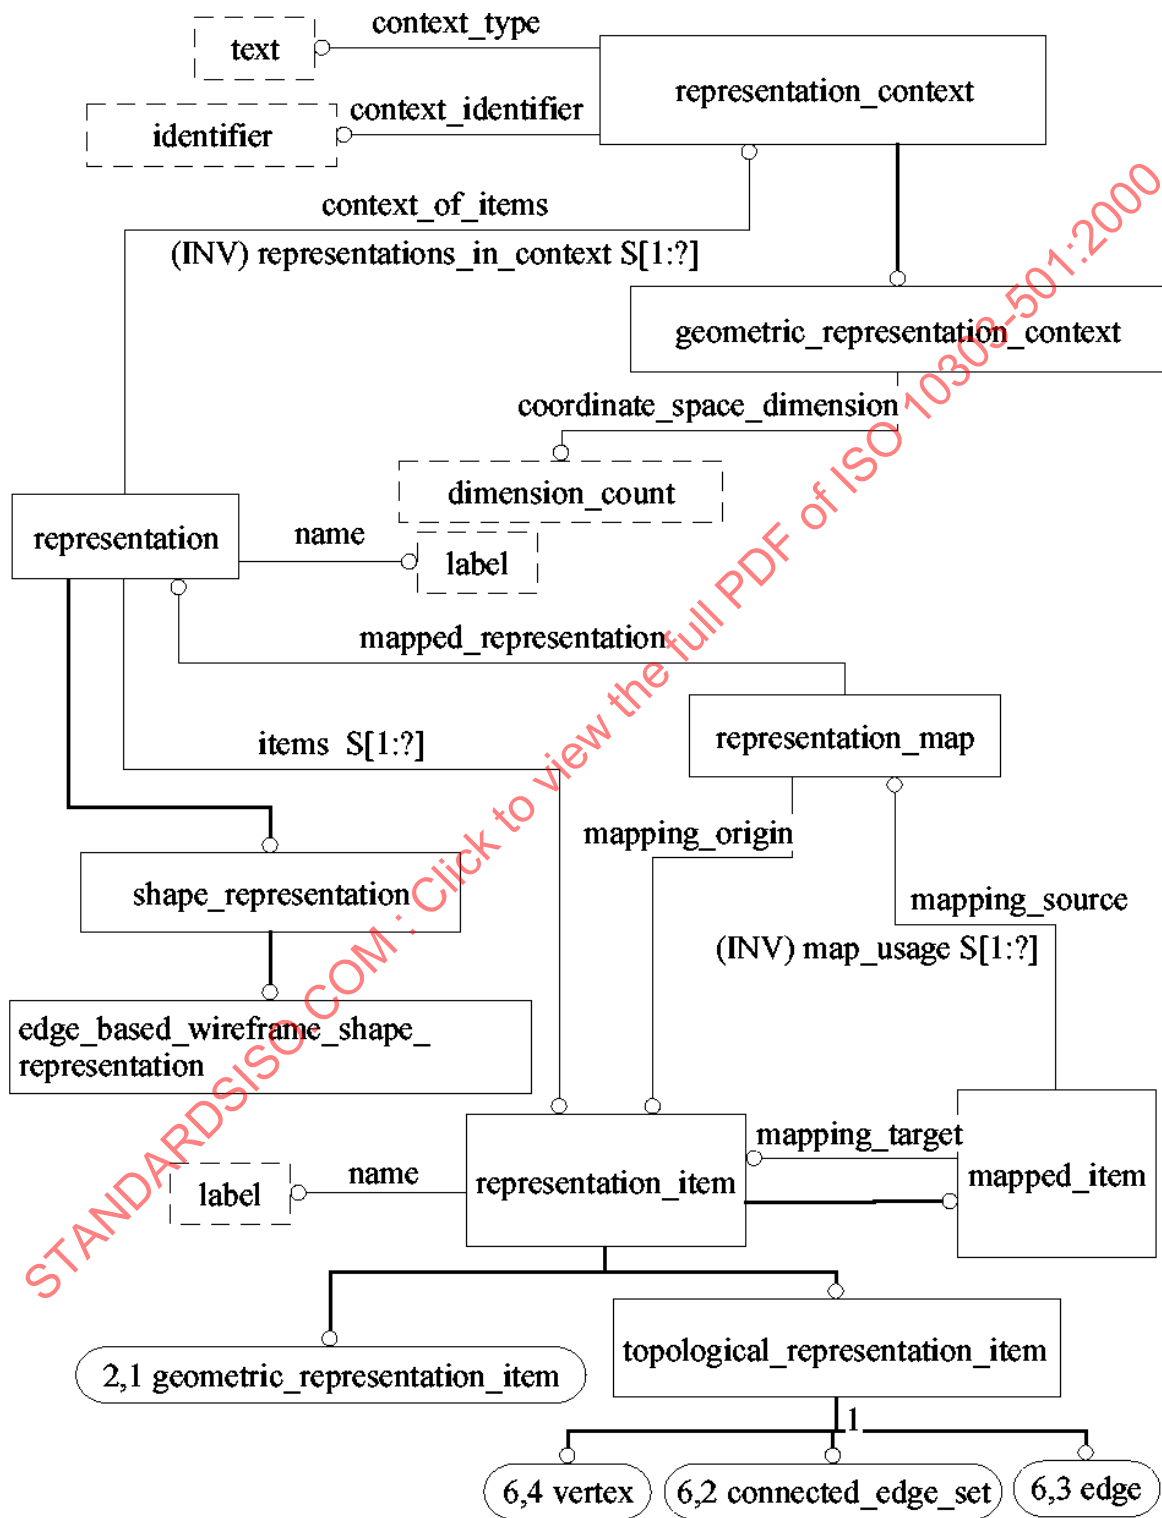 context_type
text
representation_context
context_identifier
identifier
context_of_items
(INV) representations_in_context S[1:?]
geometric_representation_context
coordinate_space_dimension
dimension_count
representation
name
label
mapped_representation
representation_map
items S[1:?]
mapping_origin
shape_representation
mapping_source
(INV) map_usage S[1:?]
edge_based_wireframe_shape_
representation
mapping_target
representation_item
mapped_item
name
label
topological_representation_item
2,1 geometric_representation_item
1
6,4 vertex
6,2 connected_edge_set
6,3 edge
STANDARDSISO.COM : Click to view the full PDF of ISO 10303-501:2000